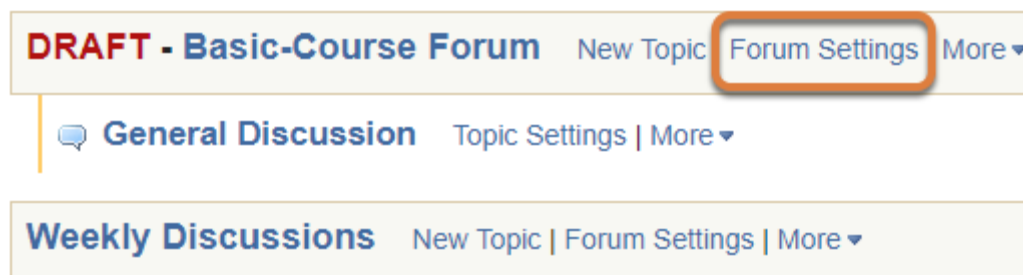 DRAFT - Basic-Course Forum New Topic Forum Settings More
General Discussion Topic Settings | More
Weekly Discussions New Topic | Forum Settings | More